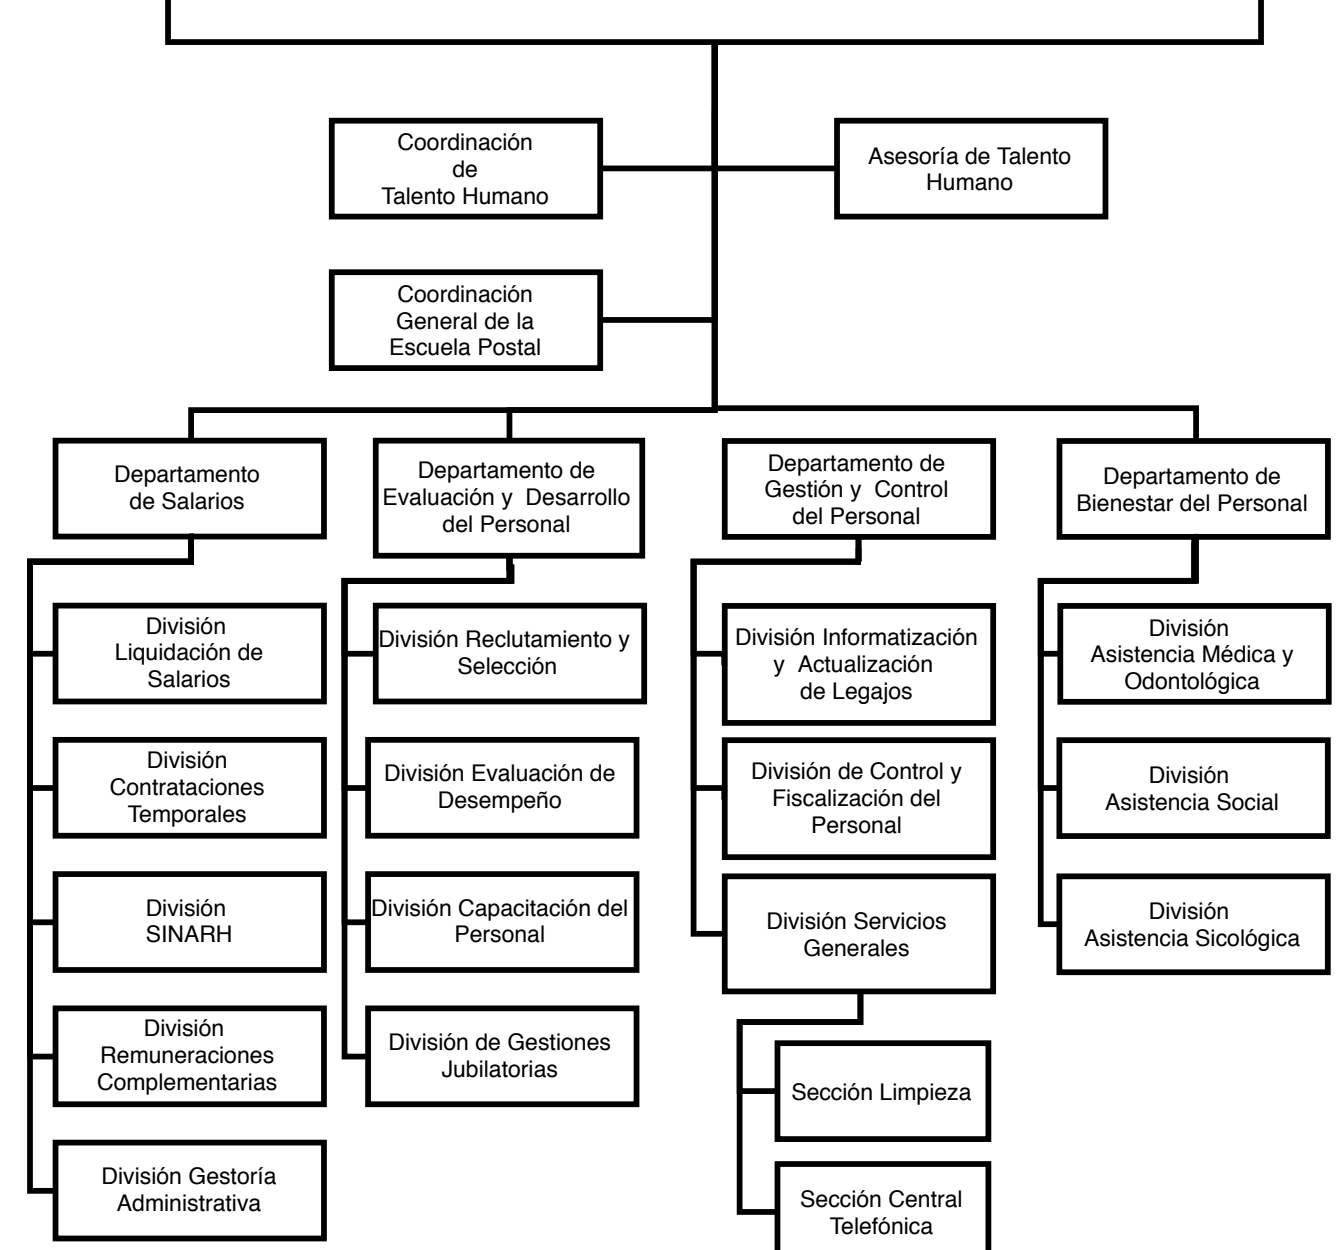 Coordinación
de
Talento Humano
Asesoría de Talento
Humano
Coordinación
General de la
Escuela Postal
Departamento
de Salarios
Departamento de
Evaluación y Desarrollo
del Personal
Departamento de
Gestión y Control
del Personal
Departamento de
Bienestar del Personal
División
Liquidación de
Salarios
División
Contrataciones
Temporales
División
SINARH
División
Remuneraciones
Complementarias
División Gestoría
Administrativa
División Reclutamiento y
Selección
División Evaluación de
Desempeño
División Capacitación del
Personal
División de Gestiones
Jubilatorias
División Informatización
y Actualización
de Legajos
División de Control y
Fiscalización del
Personal
División Servicios
Generales
Sección Limpieza
Sección Central
Telefónica
División
Asistencia Médica y
Odontológica
División
Asistencia Social
División
Asistencia Sicológica